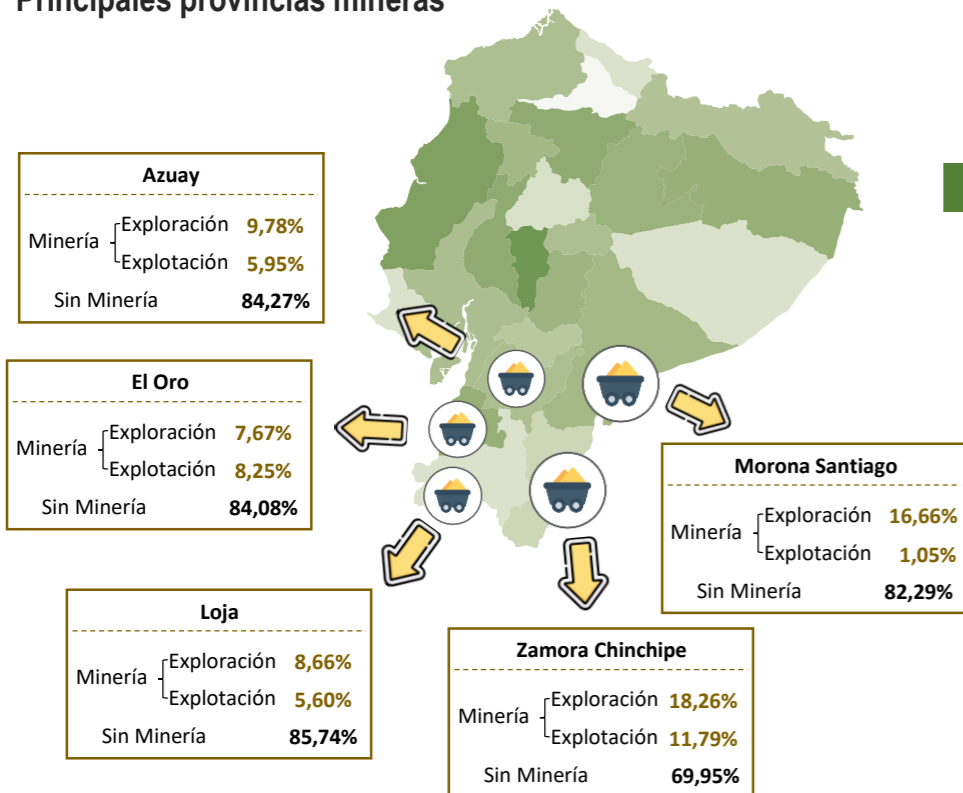 Principales provincias mineras
Azuay
Minería
Exploración 9,78%
Explotación 5,95%
Sin Minería 84,27%
El Oro
Minería
Exploración 7,67%
Explotación 8,25%
Sin Minería 84,08%
Loja
Minería
Exploración 8,66%
Explotación 5,60%
Sin Minería 85,74%
Zamora Chinchipe
Minería
Exploración 18,26%
Explotación 11,79%
Sin Minería 69,95%
Morona Santiago
Minería
Exploración 16,66%
Explotación 1,05%
Sin Minería 82,29%